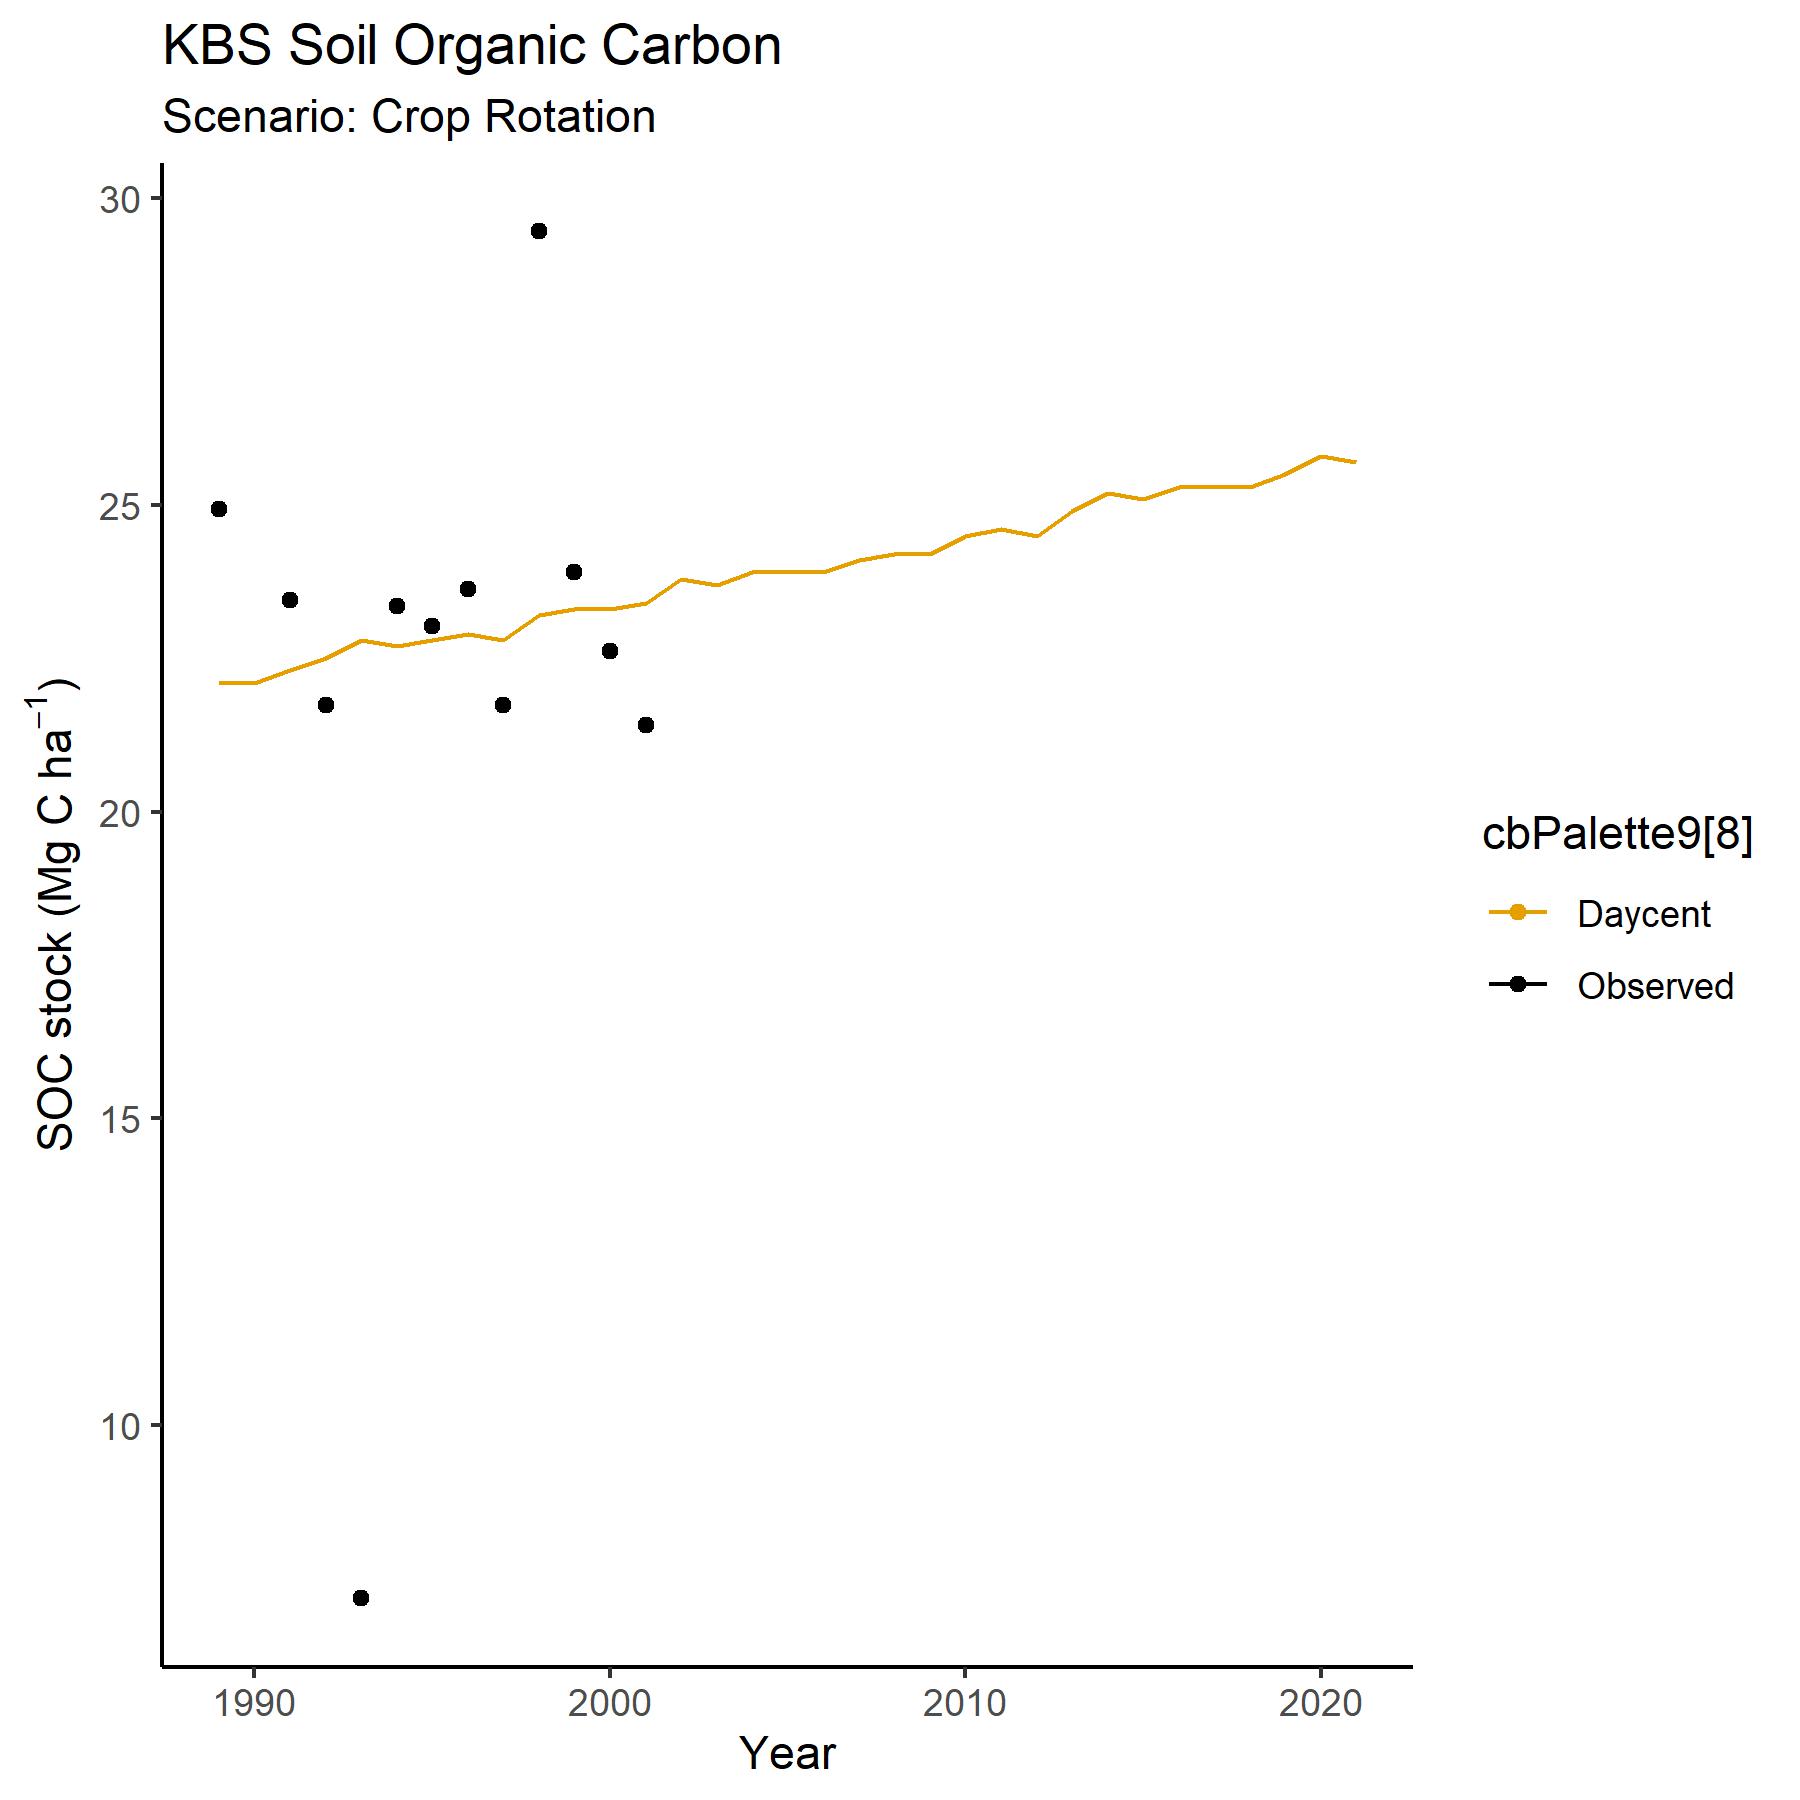 KBS Soil Organic Carbon
Scenario: Crop Rotation
30
25
20
15
10
SOC stock (Mg C ha⁻¹)
1990 2000 2010 2020
Year
cbPalette9[8]
Daycent
Observed